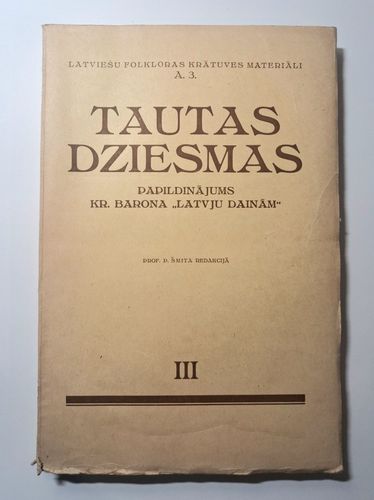 LATVIEŠU FOLKLORAS KRĀTUVES MATERIĀLI
A. 3.
TAUTAS
DZIESMAS
PAPILDINĀJUMS
KR. BARONA „LATVJU DAINĀM“
PROF. P. ŠMITA REDAKCIJĀ
III